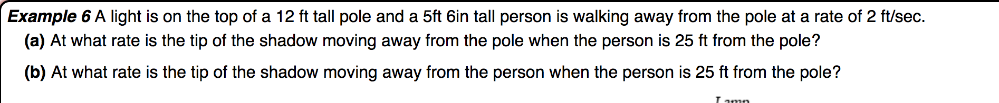 Example 6 A light is on the top of a 12 ft tall pole and a 5ft 6in tall person is walking away from the pole at a rate of 2 ft/sec.
(a) At what rate is the tip of the shadow moving away from the pole when the person is 25 ft from the pole?
(b) At what rate is the tip of the shadow moving away from the person when the person is 25 ft from the pole?